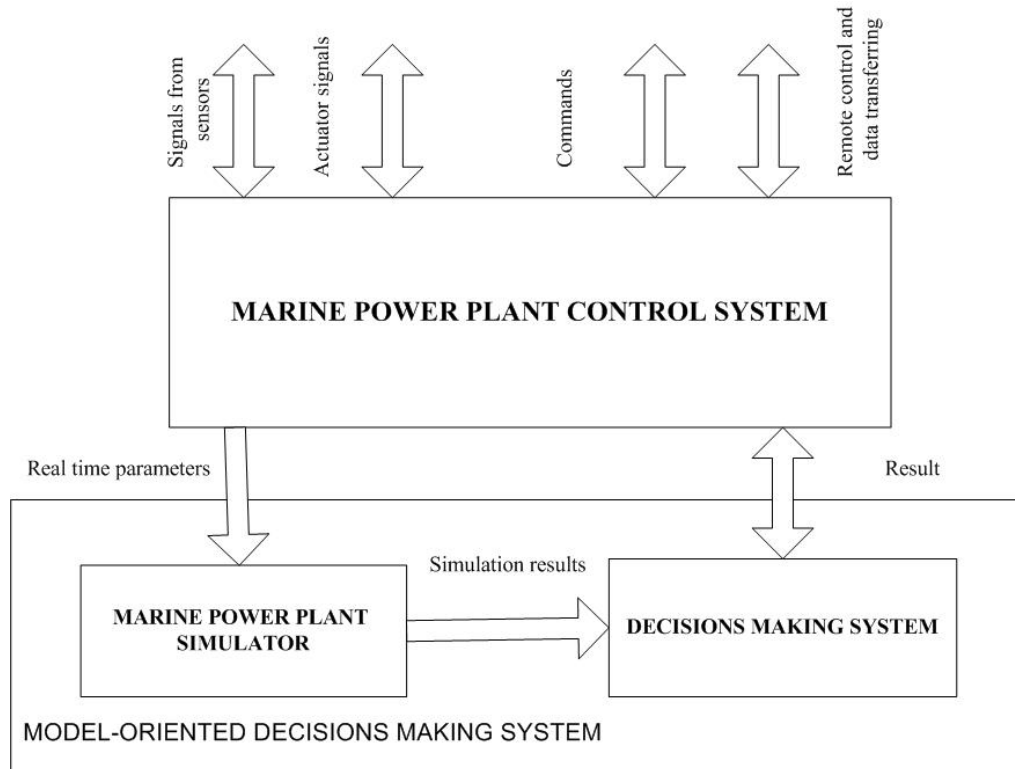 Signals from
sensors
Actuator signals
Commands
Remote control and
data transferring
MARINE POWER PLANT CONTROL SYSTEM
Real time parameters
Result
Simulation results
MARINE POWER PLANT
SIMULATOR
DECISIONS MAKING SYSTEM
MODEL-ORIENTED DECISIONS MAKING SYSTEM